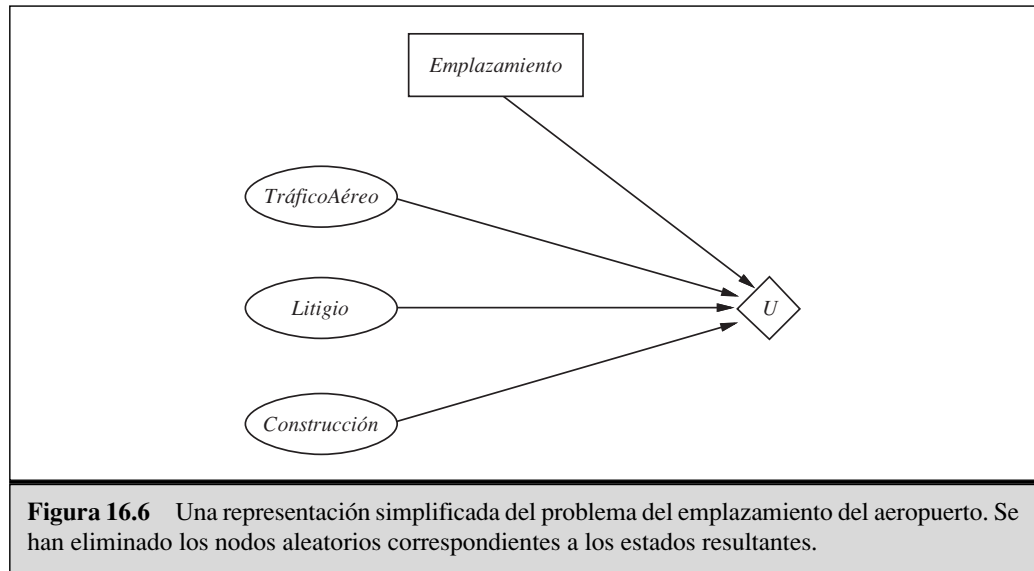 Emplazamiento
TráficoAéreo
Litigio
U
Construcción
Figura 16.6 Una representación simplificada del problema del emplazamiento del aeropuerto. Se
han eliminado los nodos aleatorios correspondientes a los estados resultantes.